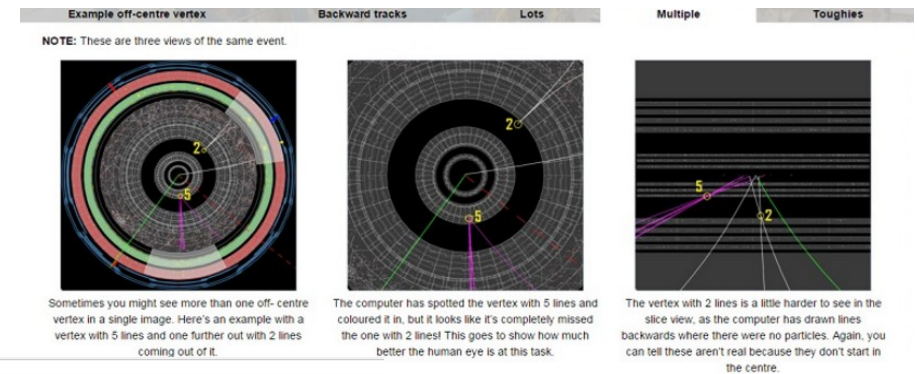 Example off-centre vertex Backward tracks Lots Multiple Toughies
NOTE: These are three views of the same event.
2
5
2
5
5
2
Sometimes you might see more than one off- centre
vertex in a single image. Here's an example with a
vertex with 5 lines and one further out with 2 lines
coming out of it.
The computer has spotted the vertex with 5 lines and
coloured it in, but it looks like it's completely missed
the one with 2 lines! This goes to show how much
better the human eye is at this task.
The vertex with 2 lines is a little harder to see in the
slice view, as the computer has drawn lines
backwards where there were no particles. Again, you
can tell these aren't real because they don't start in
the centre.